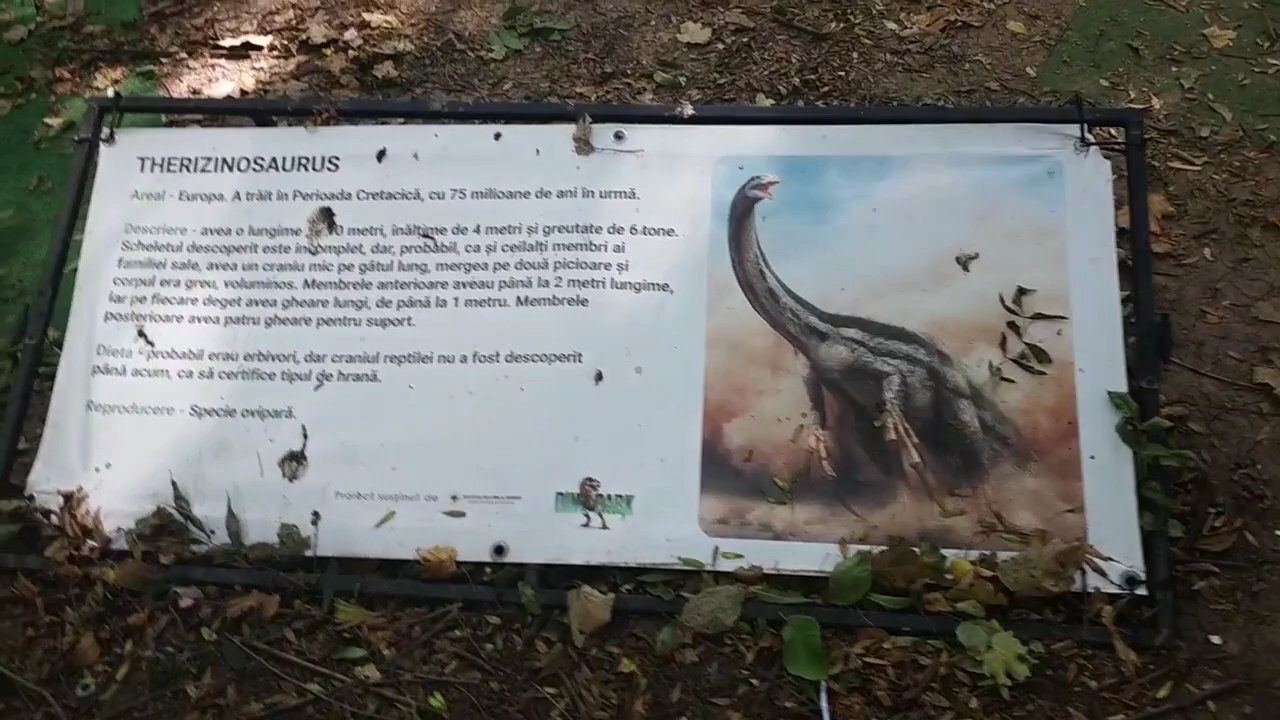 THERIZINOSAURUS
Areal - Europa. A trăit în Perioada Cretacică, cu 75 milioane de ani în urmă.
Descriere - avea o lungime metri, înălțime de 4 metri și greutate de 6 tone.
Scheletul descoperit este incomplet, dar, probabil, ca și ceilalți membri ai
familiei sale, avea un craniu mic pe gâtul lung, mergea pe două picioare și
corpul era greu, voluminos. Membrele anterioare aveau până la 2 metri lungime,
iar pe fiecare deget avea gheare lungi, de până la 1 metru. Membrele
posterioare avea patru gheare pentru suport.
Dieta - probabil erau erbivori, dar craniul reptilei nu a fost descoperit
până acum, ca să certifice tipul de hrană.
Reproducere - Specie ovipară.
Proiect susținut de
DINOPARK